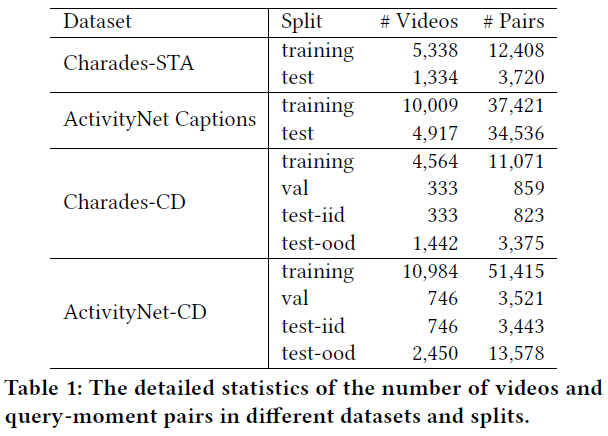 Dataset Split # Videos # Pairs
Charades-STA training 5,338 12,408
test 1,334 3,720
ActivityNet Captions training 10,009 37,421
test 4,917 34,536
Charades-CD training 4,564 11,071
val 333 859
test-iid 333 823
test-ood 1,442 3,375
ActivityNet-CD training 10,984 51,415
val 746 3,521
test-iid 746 3,443
test-ood 2,450 13,578
Table 1: The detailed statistics of the number of videos and
query-moment pairs in different datasets and splits.